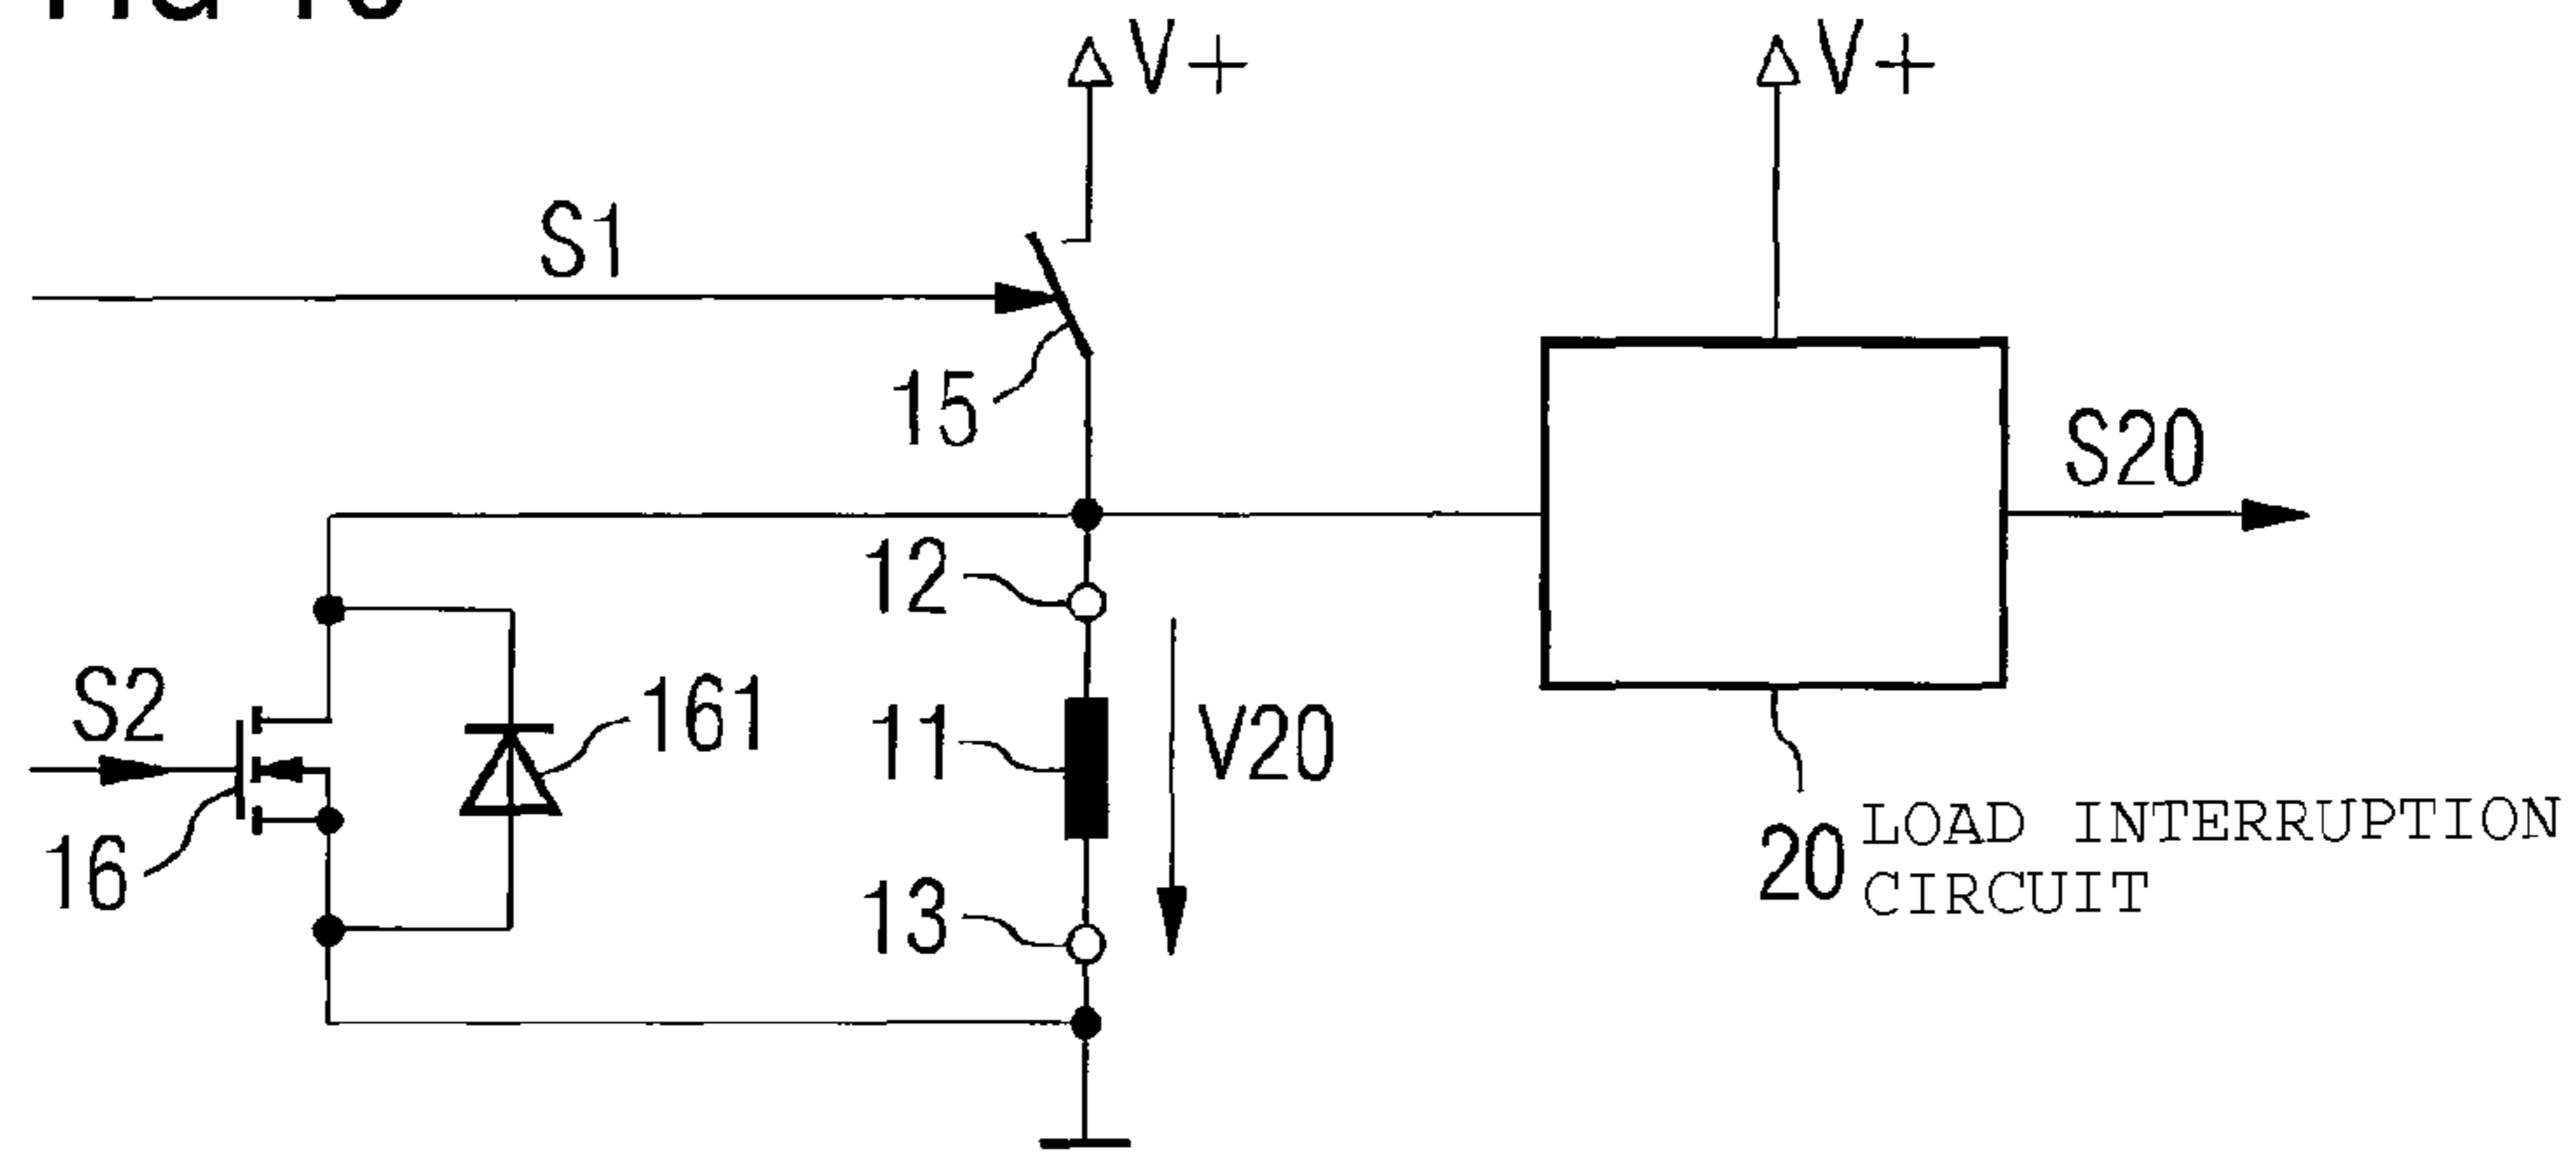 V+
V+
S1
15
S20
12
S2
161
11
V20
16
13
20 LOAD INTERRUPTION
CIRCUIT